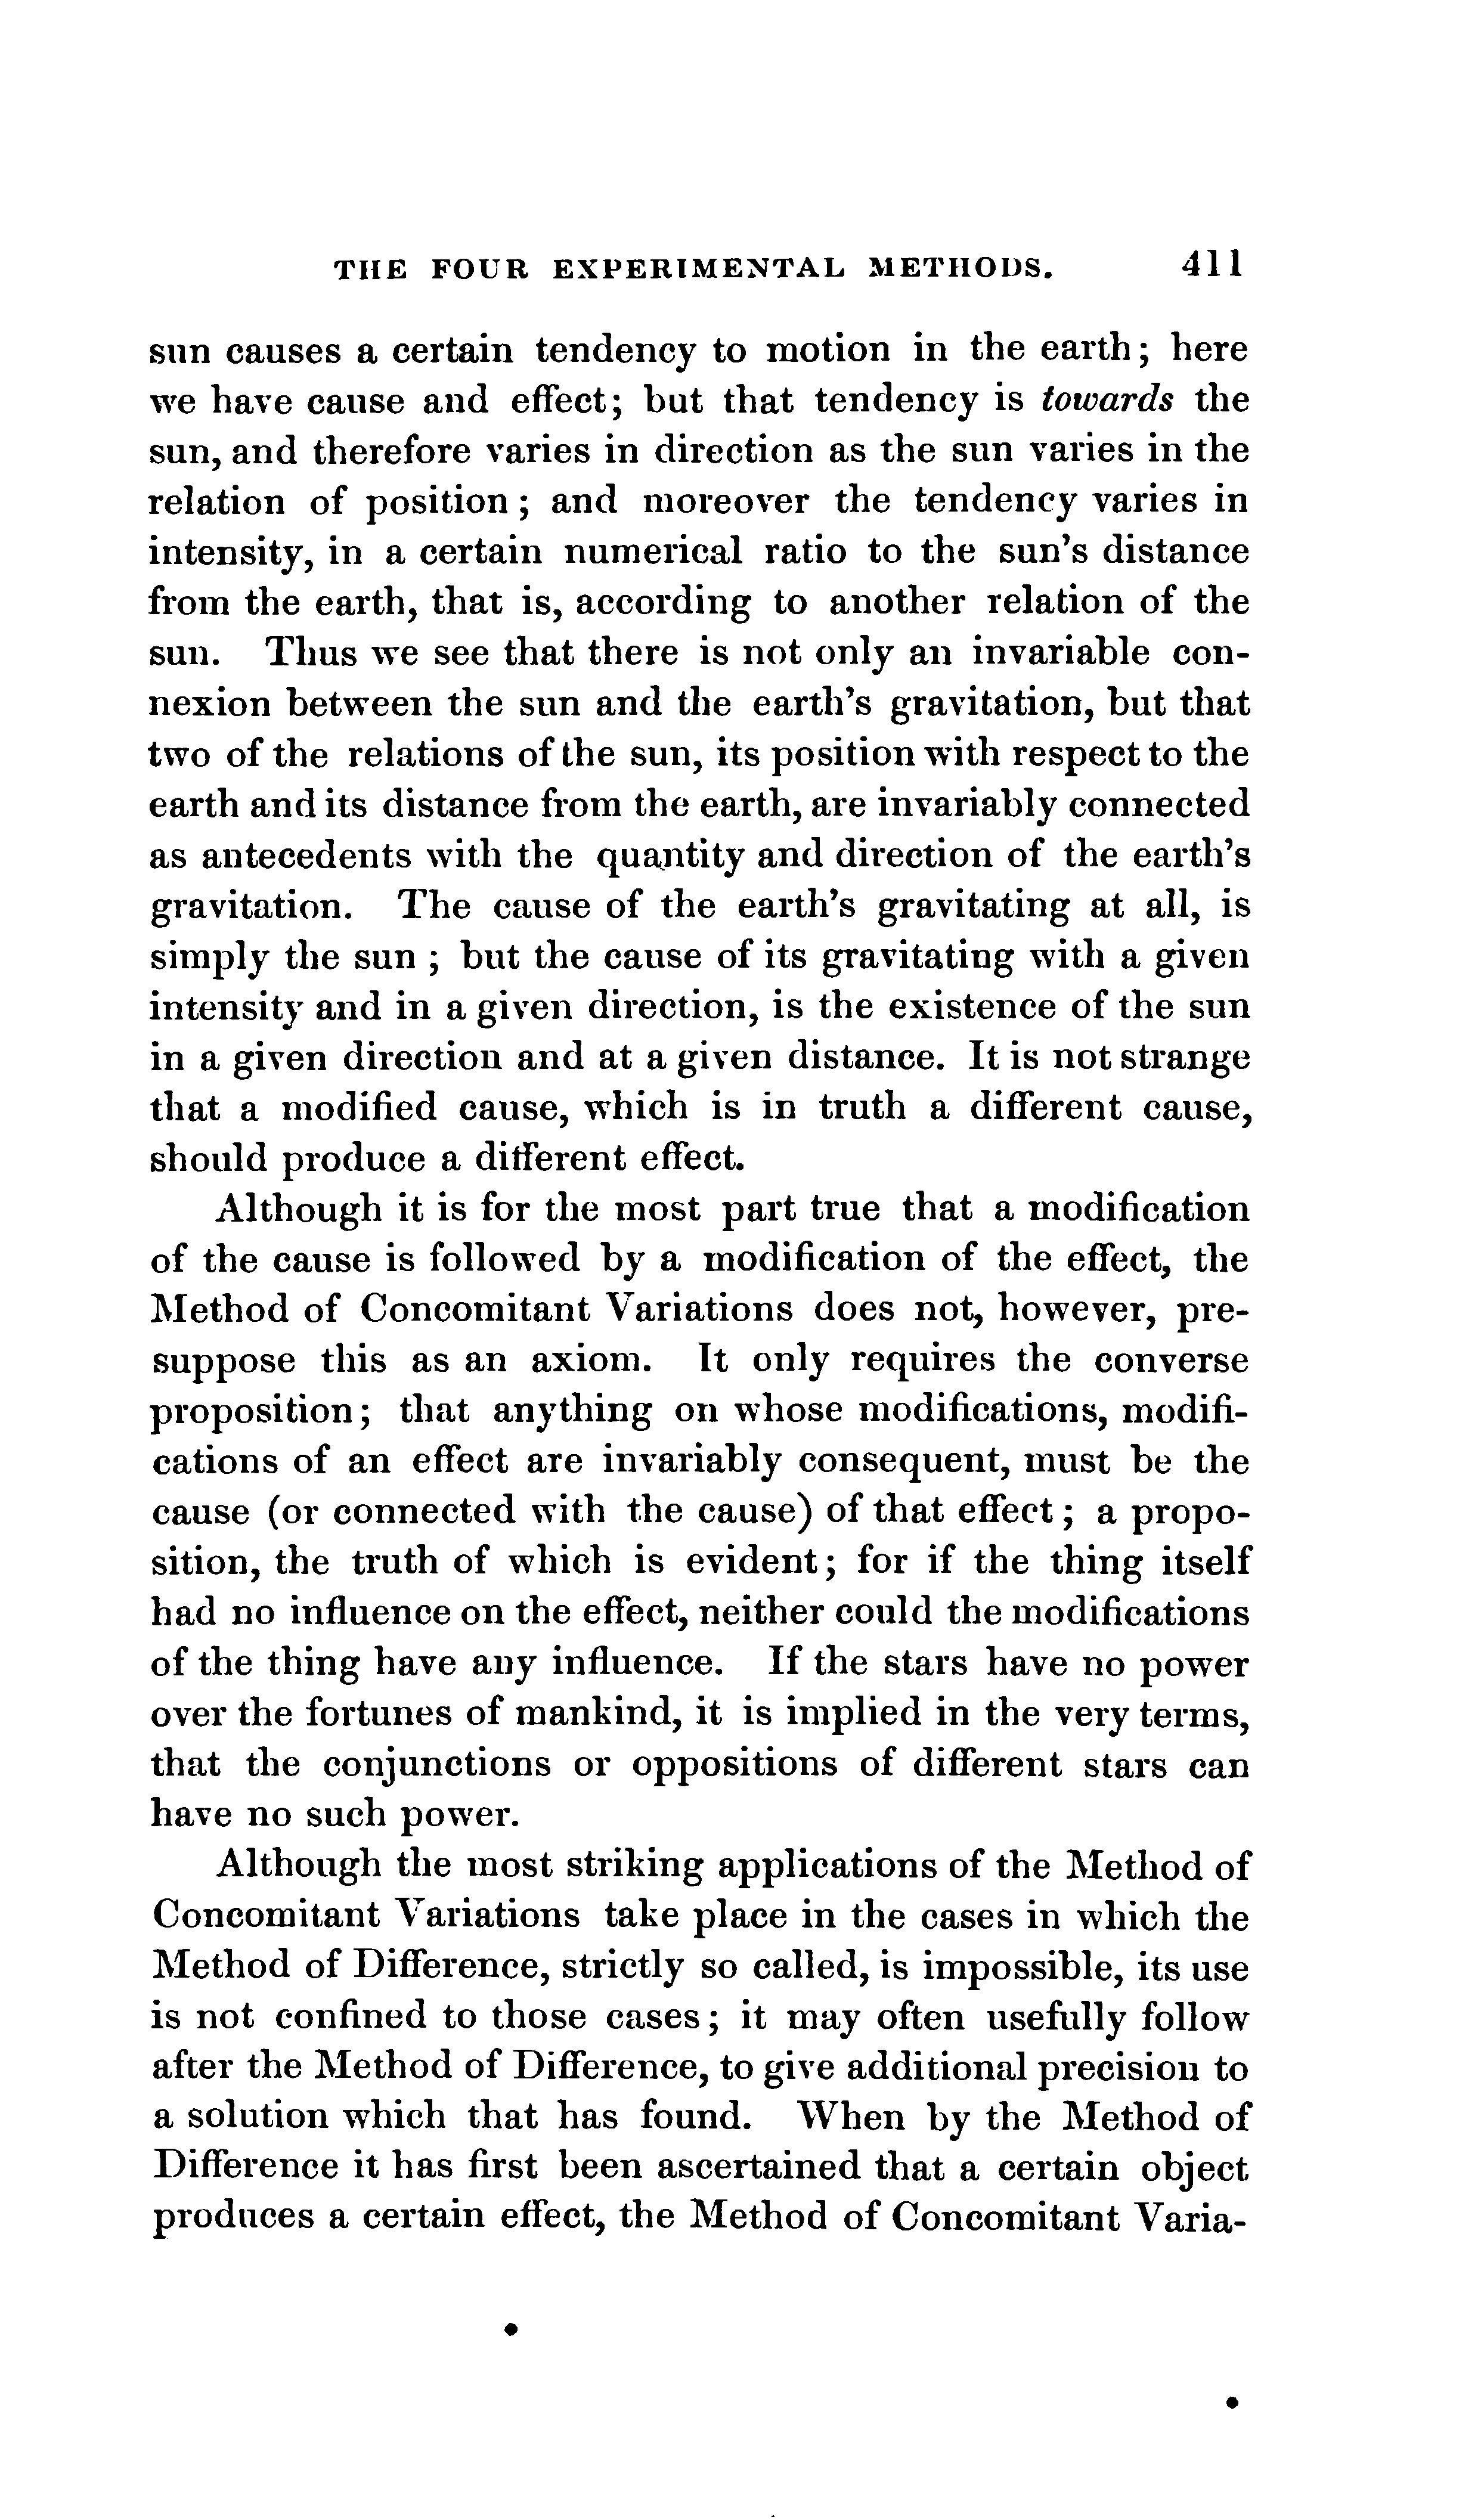 THE FOUR EXPERIMENTAL METHODS. 411
sun causes a certain tendency to motion in the earth; here
we have cause and effect; but that tendency is towards the
sun, and therefore varies in direction as the sun varies in the
relation of position; and moreover the tendency varies in
intensity, in a certain numerical ratio to the sun's distance
from the earth, that is, according to another relation of the
sun. Thus we see that there is not only an invariable con-
nexion between the sun and the earth's gravitation, but that
two of the relations of the sun, its position with respect to the
earth and its distance from the earth, are invariably connected
as antecedents with the quantity and direction of the earth's
gravitation. The cause of the earth's gravitating at all, is
simply the sun; but the cause of its gravitating with a given
intensity and in a given direction, is the existence of the sun
in a given direction and at a given distance. It is not strange
that a modified cause, which is in truth a different cause,
should produce a different effect.
Although it is for the most part true that a modification
of the cause is followed by a modification of the effect, the
Method of Concomitant Variations does not, however, pre-
suppose this as an axiom. It only requires the converse
proposition; that anything on whose modifications, modifi-
cations of an effect are invariably consequent, must be the
cause (or connected with the cause) of that effect; a propo-
sition, the truth of which is evident; for if the thing itself
had no influence on the effect, neither could the modifications
of the thing have any influence. If the stars have no power
over the fortunes of mankind, it is implied in the very terms,
that the conjunctions or oppositions of different stars can
have no such power.
Although the most striking applications of the Method of
Concomitant Variations take place in the cases in which the
Method of Difference, strictly so called, is impossible, its use
is not confined to those cases; it may often usefully follow
after the Method of Difference, to give additional precision to
a solution which that has found. When by the Method of
Difference it has first been ascertained that a certain object
produces a certain effect, the Method of Concomitant Varia-